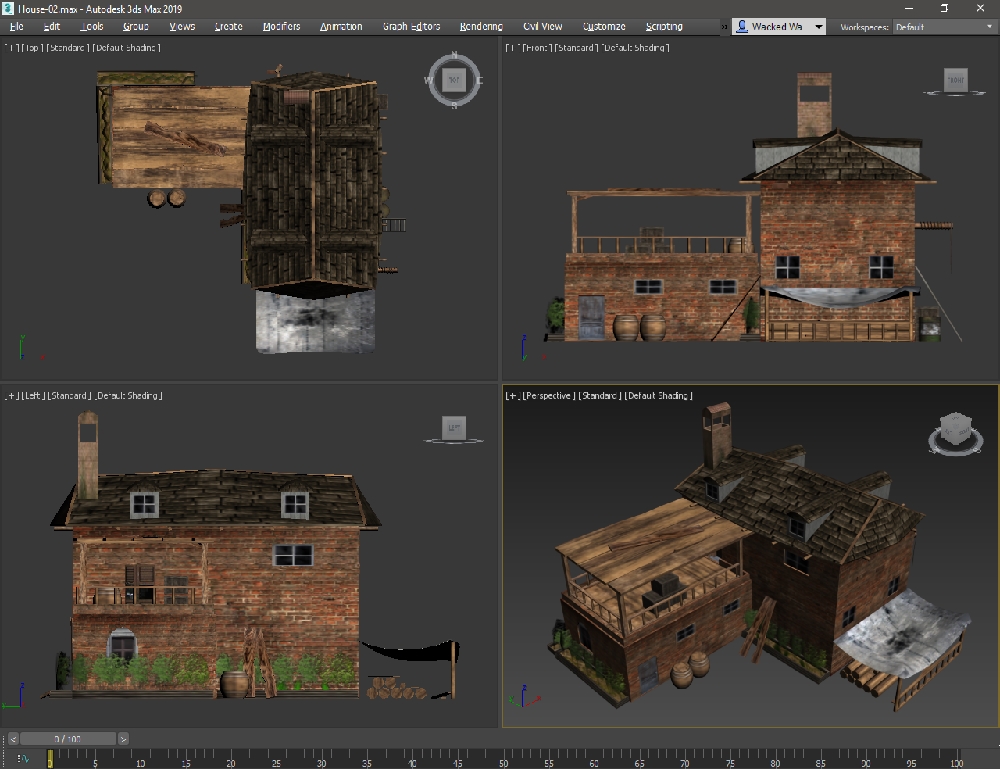 House-02.max - Autodesk 3ds Max 2019
File Edit Tools Group Views Create Modifiers Animation Graph Editors Rendering Civil View Customize Scripting » Wacked Wa Workspaces: Default
[+] [Top] [Standard] [Default Shading]
N
W TOP E
S
[+] [Front] [Standard] [Default Shading]
FRONT
[+] [Left] [Standard] [Default Shading]
LEFT
[+] [Perspective] [Standard] [Default Shading]
< 0 / 100 >
0 5 10 15 20 25 30 35 40 45 50 55 60 65 70 75 80 85 90 95 100